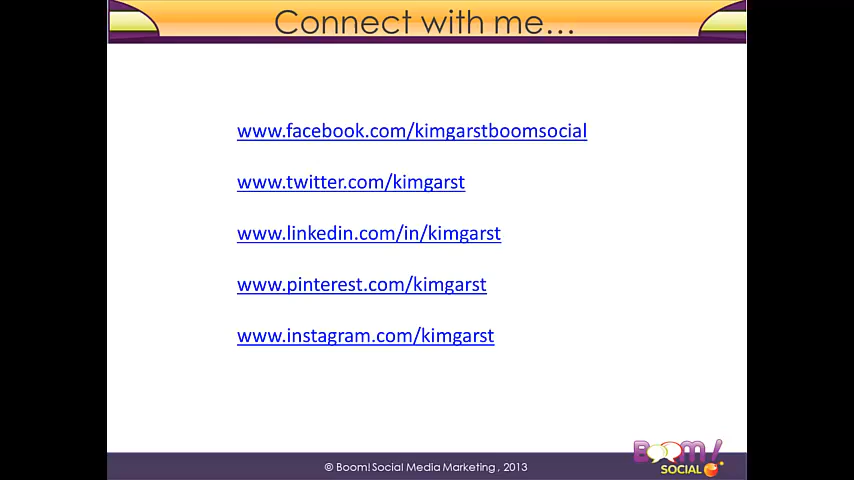 Connect with me...
www.facebook.com/kimgarstboomsocial
www.twitter.com/kimgarst
www.linkedin.com/in/kimgarst
www.pinterest.com/kimgarst
www.instagram.com/kimgarst
© Boom! Social Media Marketing , 2013
BOOM!
SOCIAL